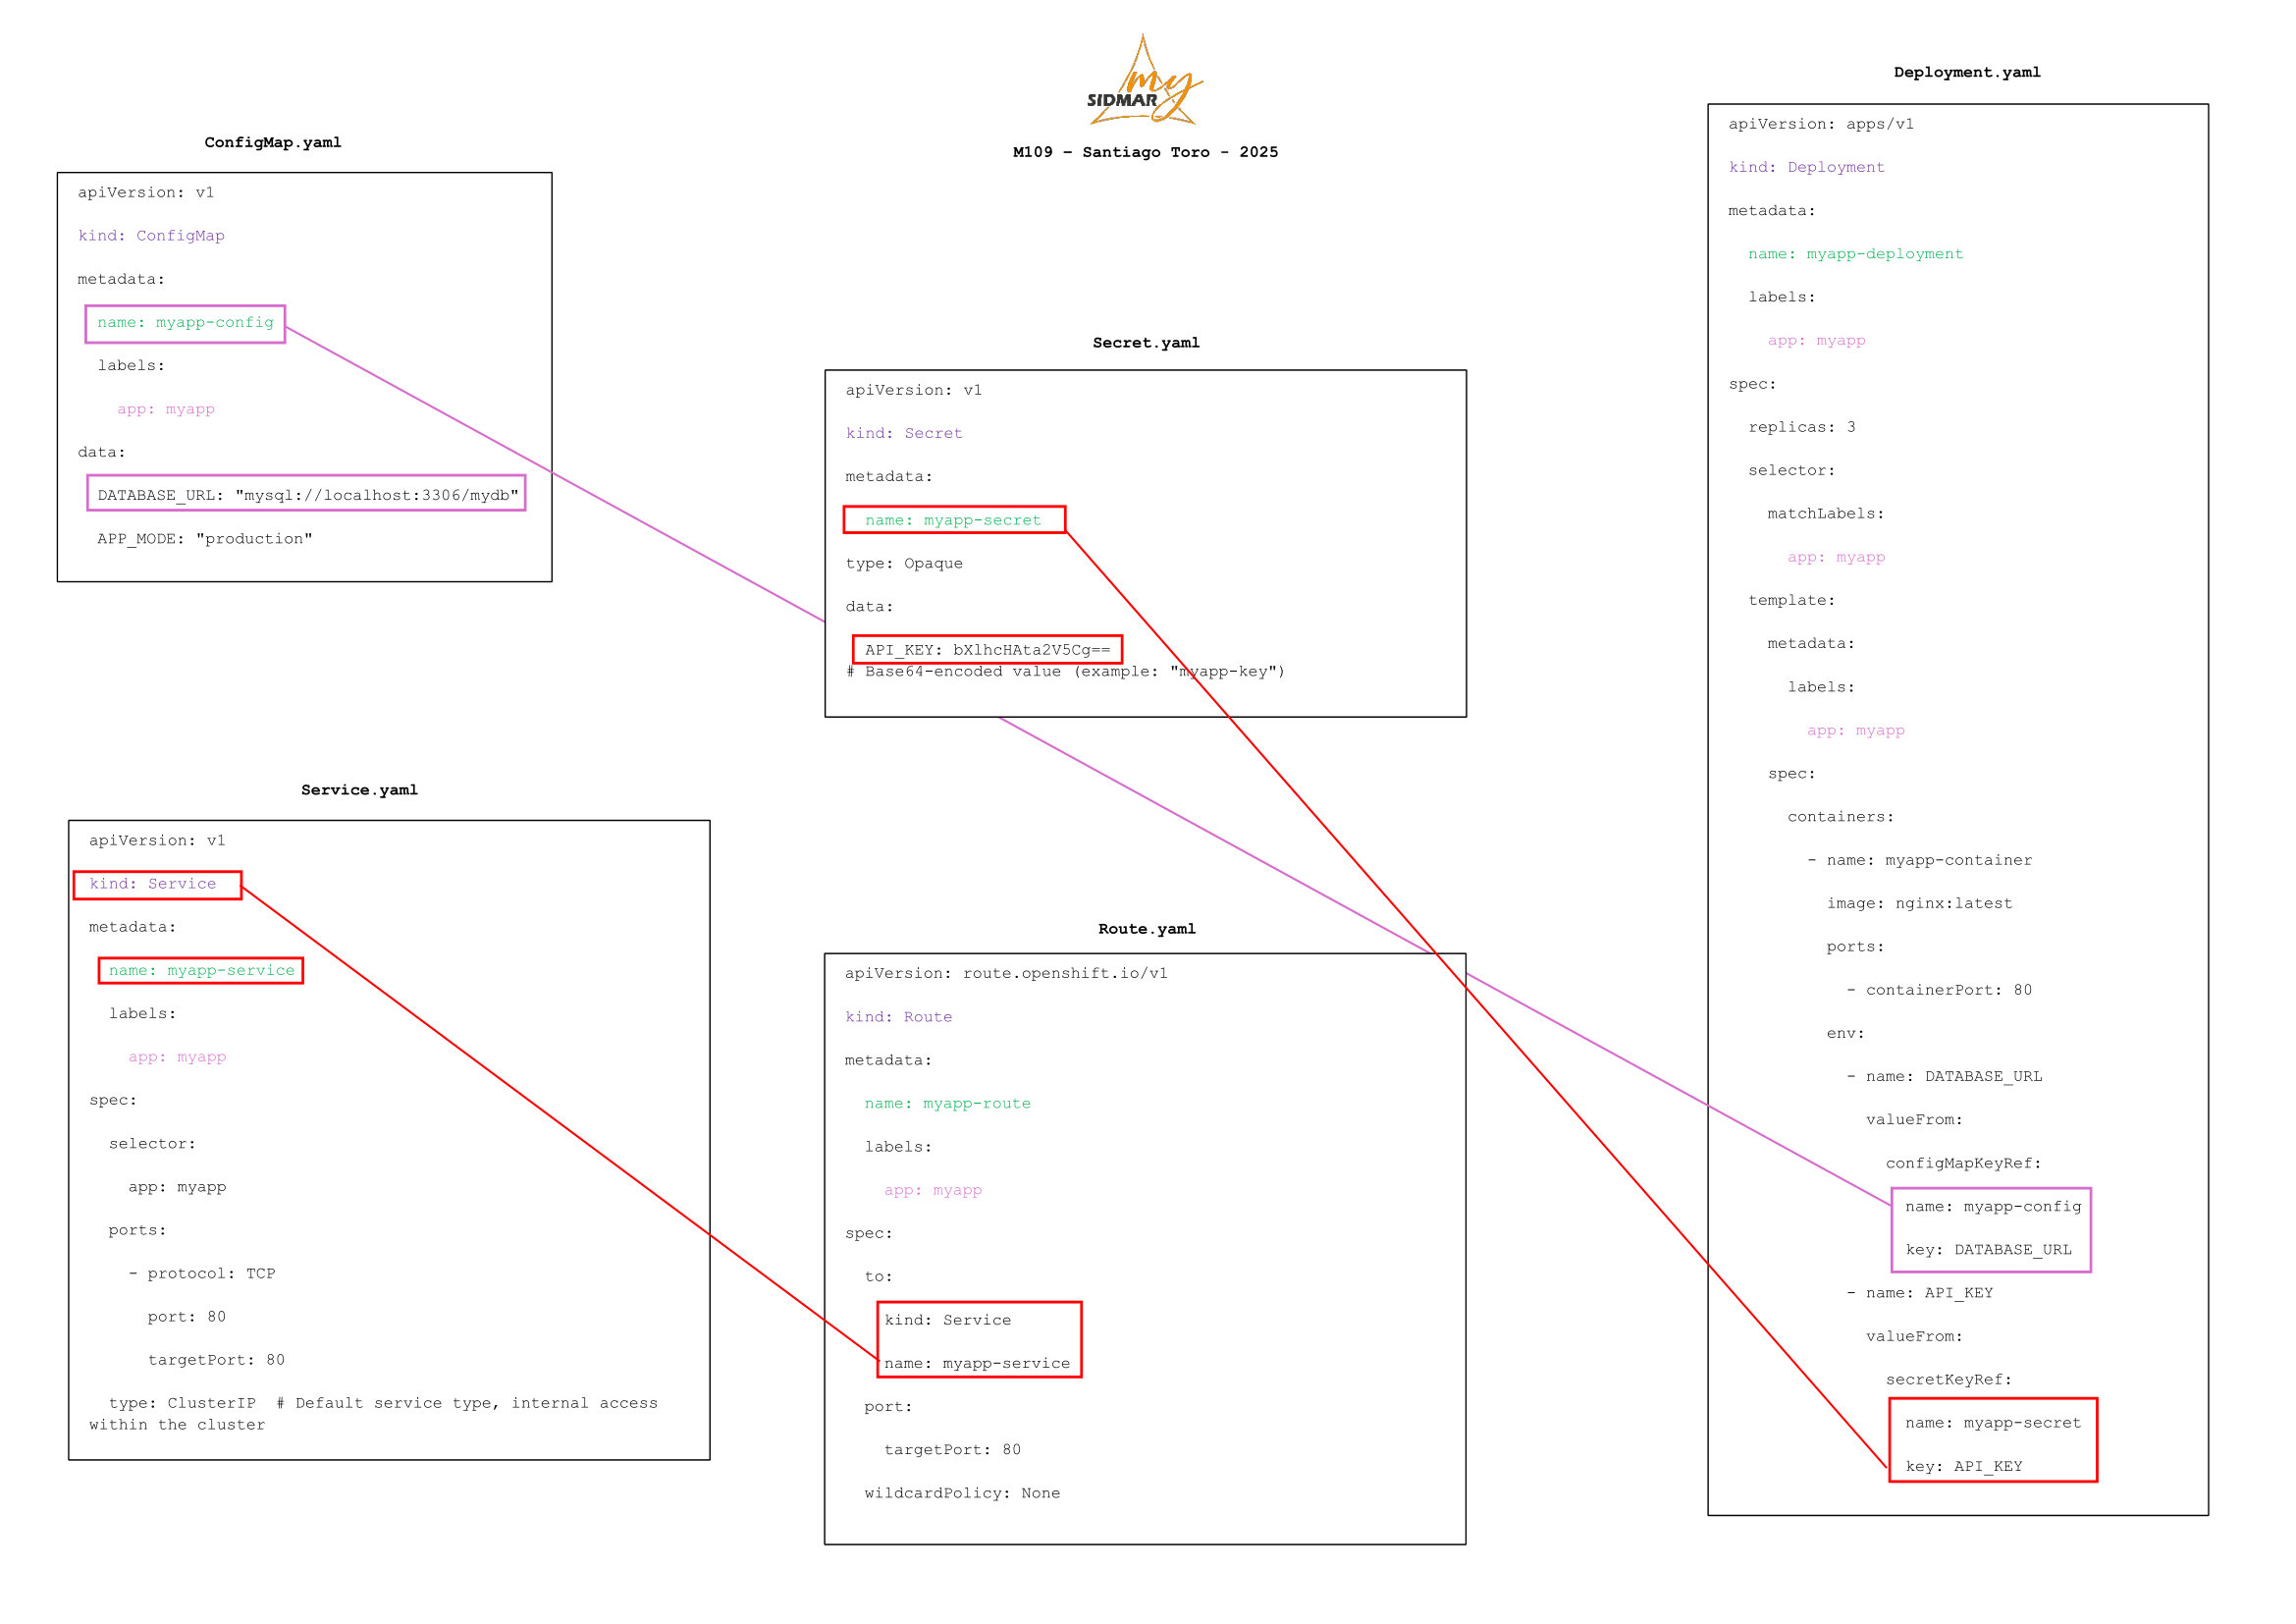 my
SIDMAR
M109 – Santiago Toro - 2025
ConfigMap.yaml
apiVersion: v1
kind: ConfigMap
metadata:
  name: myapp-config
  labels:
    app: myapp
data:
  DATABASE_URL: "mysql://localhost:3306/mydb"
  APP_MODE: "production"
Service.yaml
apiVersion: v1
kind: Service
metadata:
  name: myapp-service
  labels:
    app: myapp
spec:
  selector:
    app: myapp
  ports:
    - protocol: TCP
      port: 80
      targetPort: 80
  type: ClusterIP  # Default service type, internal access
within the cluster
Secret.yaml
apiVersion: v1
kind: Secret
metadata:
  name: myapp-secret
type: Opaque
data:
  API_KEY: bXlhcHAta2V5Cg==
# Base64-encoded value (example: "myapp-key")
Route.yaml
apiVersion: route.openshift.io/v1
kind: Route
metadata:
  name: myapp-route
  labels:
    app: myapp
spec:
  to:
    kind: Service
    name: myapp-service
  port:
    targetPort: 80
  wildcardPolicy: None
Deployment.yaml
apiVersion: apps/v1
kind: Deployment
metadata:
  name: myapp-deployment
  labels:
    app: myapp
spec:
  replicas: 3
  selector:
    matchLabels:
      app: myapp
  template:
    metadata:
      labels:
        app: myapp
    spec:
      containers:
        - name: myapp-container
          image: nginx:latest
          ports:
            - containerPort: 80
          env:
            - name: DATABASE_URL
              valueFrom:
                configMapKeyRef:
                  name: myapp-config
                  key: DATABASE_URL
            - name: API_KEY
              valueFrom:
                secretKeyRef:
                  name: myapp-secret
                  key: API_KEY